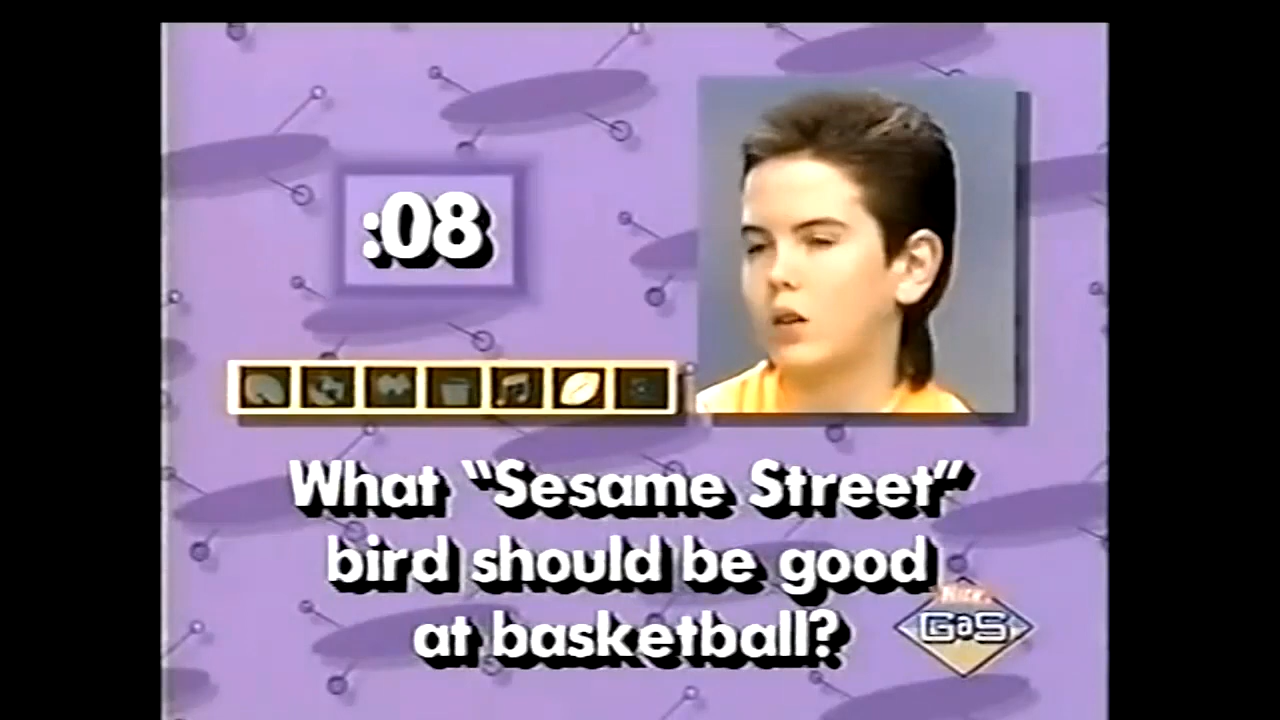 :08
What “Sesame Street”
bird should be good
at basketball?
Nick
GaS